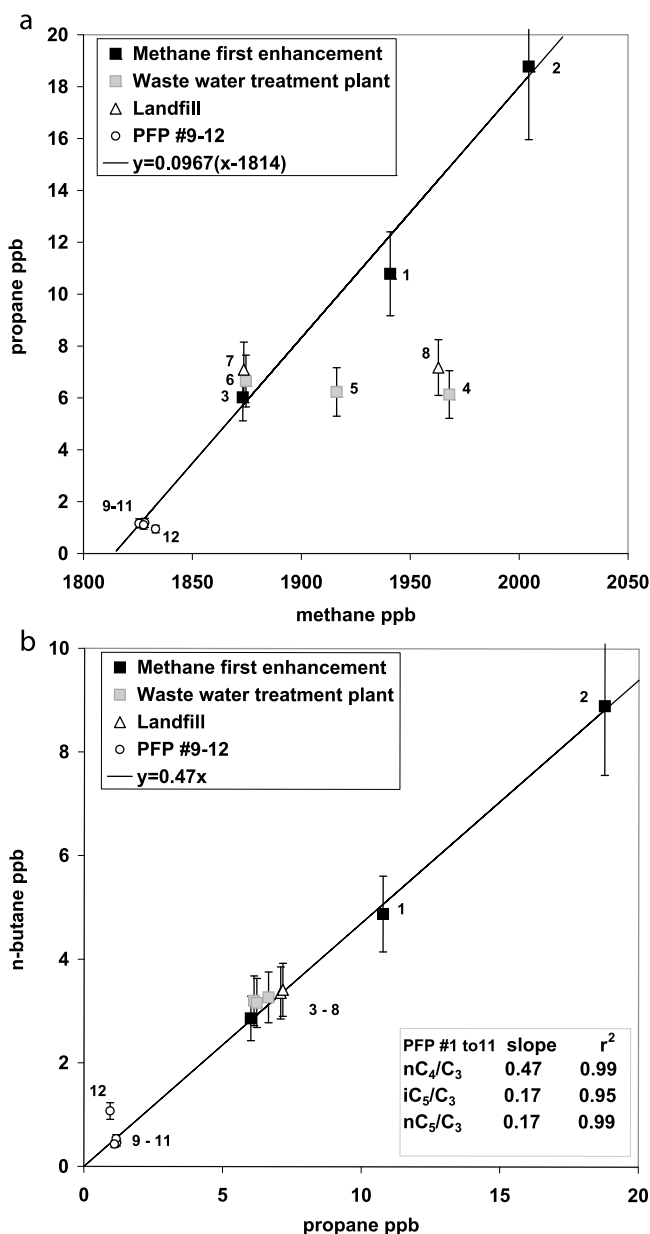 a
20
18
16
14
12
10
8
6
4
2
0
propane ppb
Methane first enhancement
Waste water treatment plant
Landfill
PFP #9-12
y=0.0967(x-1814)
2
1
7
6
3
5
8
4
9-11
12
1800 1850 1900 1950 2000 2050
methane ppb
b
10
8
6
4
2
0
n-butane ppb
Methane first enhancement
Waste water treatment plant
Landfill
PFP #9-12
y=0.47x
2
1
3 - 8
12
9 - 11
PFP #1 to11 slope r²
nC₄/C₃ 0.47 0.99
iC₅/C₃ 0.17 0.95
nC₅/C₃ 0.17 0.99
0 5 10 15 20
propane ppb